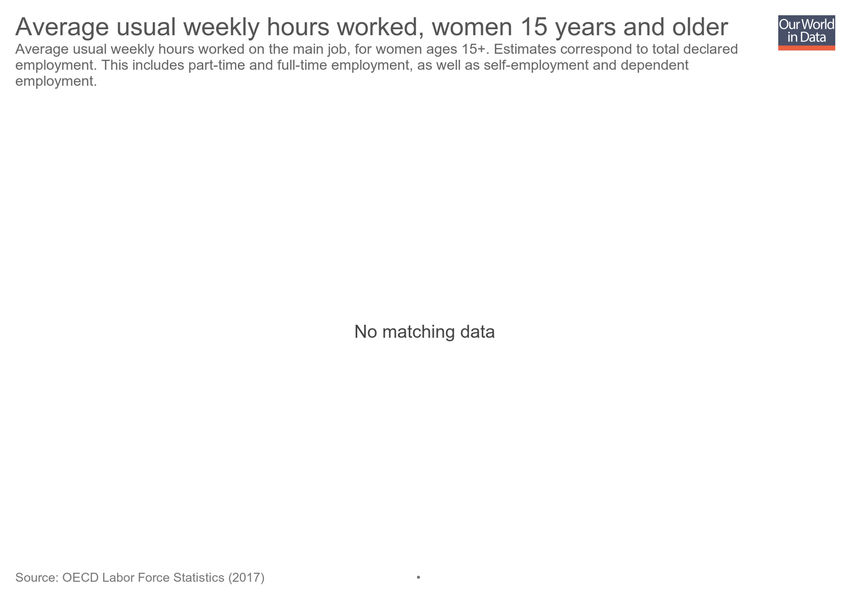 Average usual weekly hours worked, women 15 years and older
Our World
in Data
Average usual weekly hours worked on the main job, for women ages 15+. Estimates correspond to total declared
employment. This includes part-time and full-time employment, as well as self-employment and dependent
employment.
No matching data
Source: OECD Labor Force Statistics (2017)
•